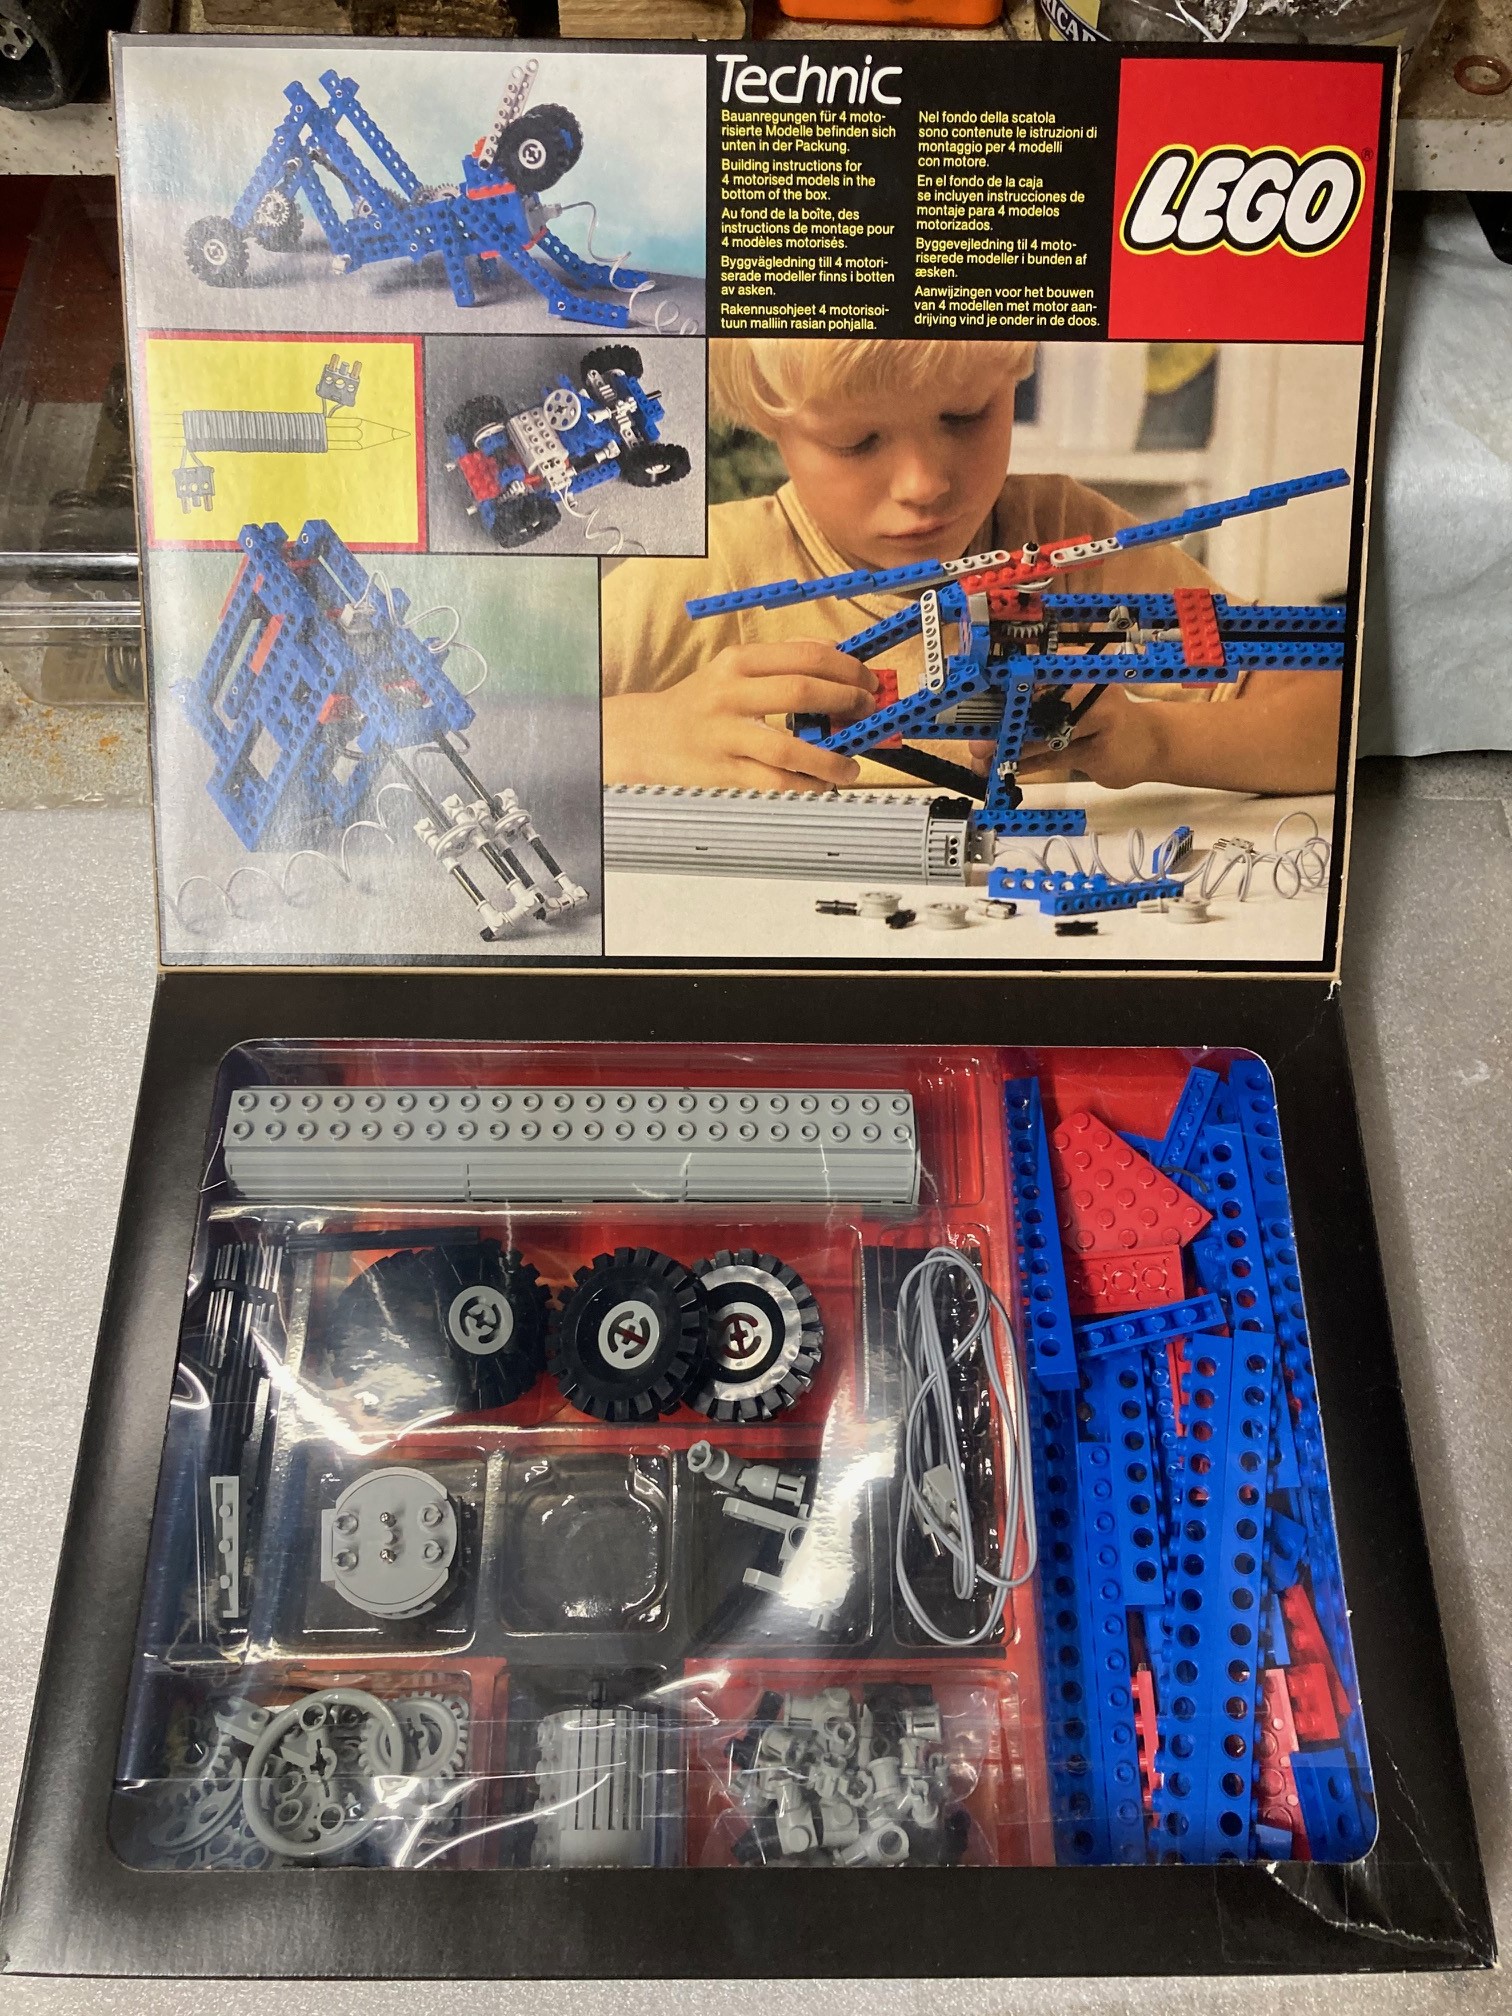 Technic
Bauanregungen für 4 moto-
risierte Modelle befinden sich
unten in der Packung.
Building instructions for
4 motorised models in the
bottom of the box.
Au fond de la boîte, des
instructions de montage pour
4 modèles motorisés.
Byggvägledning till 4 motori-
serade modeller finns i botten
av asken.
Rakennusohjeet 4 motorisoi-
tuun malliin rasian pohjalla.
Nel fondo della scatola
sono contenute le istruzioni di
montaggio per 4 modelli
con motore.
En el fondo de la caja
se incluyen instrucciones de
montaje para 4 modelos
motorizados.
Byggevejledning til 4 moto-
riserede modeller i bunden af
æsken.
Aanwijzingen voor het bouwen
van 4 modellen met motor aan-
drijving vind je onder in de doos.
LEGO®